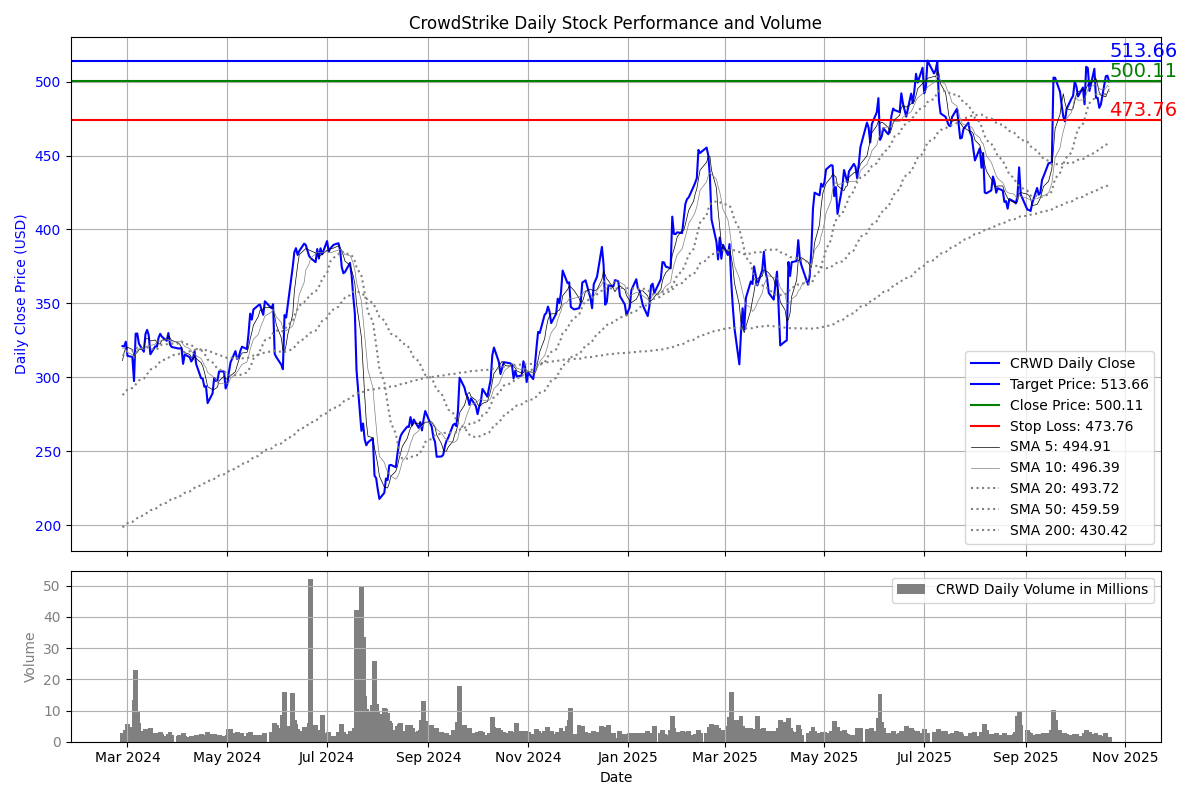 CrowdStrike Daily Stock Performance and Volume
513.66
500.11
473.76
500
450
400
350
300
250
200
Daily Close Price (USD)
CRWD Daily Close
Target Price: 513.66
Close Price: 500.11
Stop Loss: 473.76
SMA 5: 494.91
SMA 10: 496.39
SMA 20: 493.72
SMA 50: 459.59
SMA 200: 430.42
50
40
30
20
10
0
Volume
CRWD Daily Volume in Millions
Mar 2024 May 2024 Jul 2024 Sep 2024 Nov 2024 Jan 2025 Mar 2025 May 2025 Jul 2025 Sep 2025 Nov 2025
Date